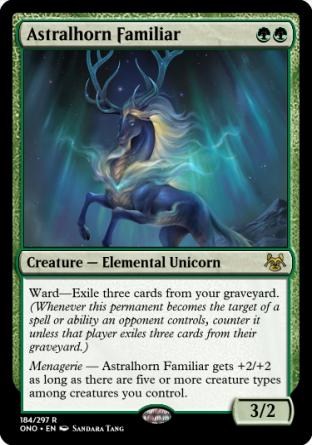 Astralhorn Familiar
Creature — Elemental Unicorn
Ward—Exile three cards from your graveyard.
(Whenever this permanent becomes the target of a
spell or ability an opponent controls, counter it
unless that player exiles three cards from their
graveyard.)
Menagerie — Astralhorn Familiar gets +2/+2
as long as there are five or more creature types
among creatures you control.
3/2
184/297 R
ONO • EN Sandara Tang